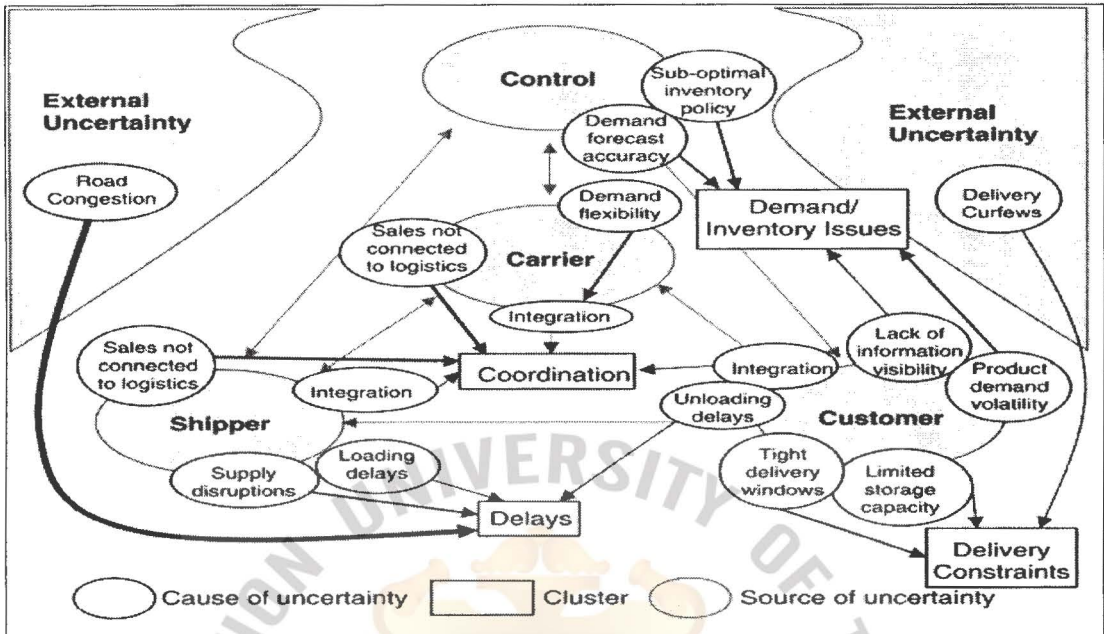 Control
Sub-optimal
inventory
policy
External
Uncertainty
External
Uncertainty
Demand
forecast
accuracy
Road
Congestion
Demand
flexibility
Demand/
Inventory Issues
Delivery
Curfews
Sales not
connected
to logistics
Carrier
Integration
Sales not
connected
to logistics
Coordination
Integration
Integration
Lack of
information
visibility
Product
demand
volatility
Shipper
Unloading
delays
Customer
Supply
disruptions
Loading
delays
Tight
delivery
windows
Limited
storage
capacity
Delays
Delivery
Constraints
Cause of uncertainty
Cluster
Source of uncertainty
UNIVERSITY OF